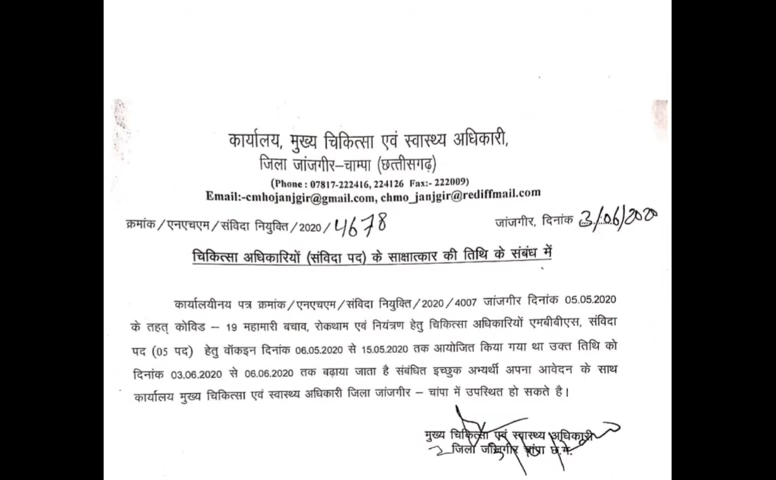 कार्यालय, मुख्य चिकित्सा एवं स्वास्थ्य अधिकारी,
जिला जांजगीर–चाम्पा (छत्तीसगढ़)
(Phone : 07817-222416, 224126 Fax:- 222009)
Email:-cmhojanjgir@gmail.com, chmo_janjgir@rediffmail.com
क्रमांक/एनएचएम/संविदा नियुक्ति/2020/4678 जांजगीर, दिनांक 3/06/2020
चिकित्सा अधिकारियों (संविदा पद) के साक्षात्कार की तिथि के संबंध में
कार्यालयीनय पत्र क्रमांक/एनएचएम/संविदा नियुक्ति/2020/4007 जांजगीर दिनांक 05.05.2020
के तहत् कोविड – 19 महामारी बचाव, रोकथाम एवं नियंत्रण हेतु चिकित्सा अधिकारियों एमबीबीएस, संविदा
पद (05 पद) हेतु वॉकइन दिनांक 06.05.2020 से 15.05.2020 तक आयोजित किया गया था उक्त तिथि को
दिनांक 03.06.2020 से 06.06.2020 तक बढ़ाया जाता है संबंधित इच्छुक अभ्यर्थी अपना आवेदन के साथ
कार्यालय मुख्य चिकित्सा एवं स्वास्थ्य अधिकारी जिला जांजगीर – चांपा में उपस्थित हो सकते है।
मुख्य चिकित्सा एवं स्वास्थ्य अधिकारी
जिला जांजगीर चांपा छ.ग.